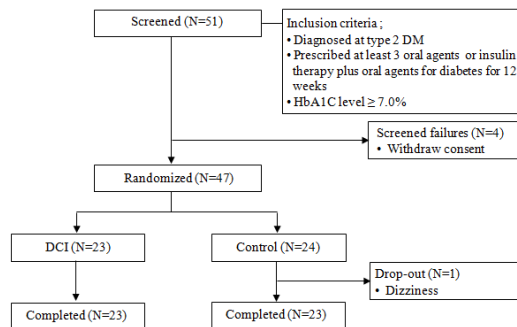 Screened (N=51)
Inclusion criteria ;
• Diagnosed at type 2 DM
• Prescribed at least 3 oral agents or insulin
therapy plus oral agents for diabetes for 12
weeks
• HbA1C level ≥ 7.0%
Screened failures (N=4)
• Withdraw consent
Randomized (N=47)
DCI (N=23)
Control (N=24)
Drop-out (N=1)
• Dizziness
Completed (N=23)
Completed (N=23)